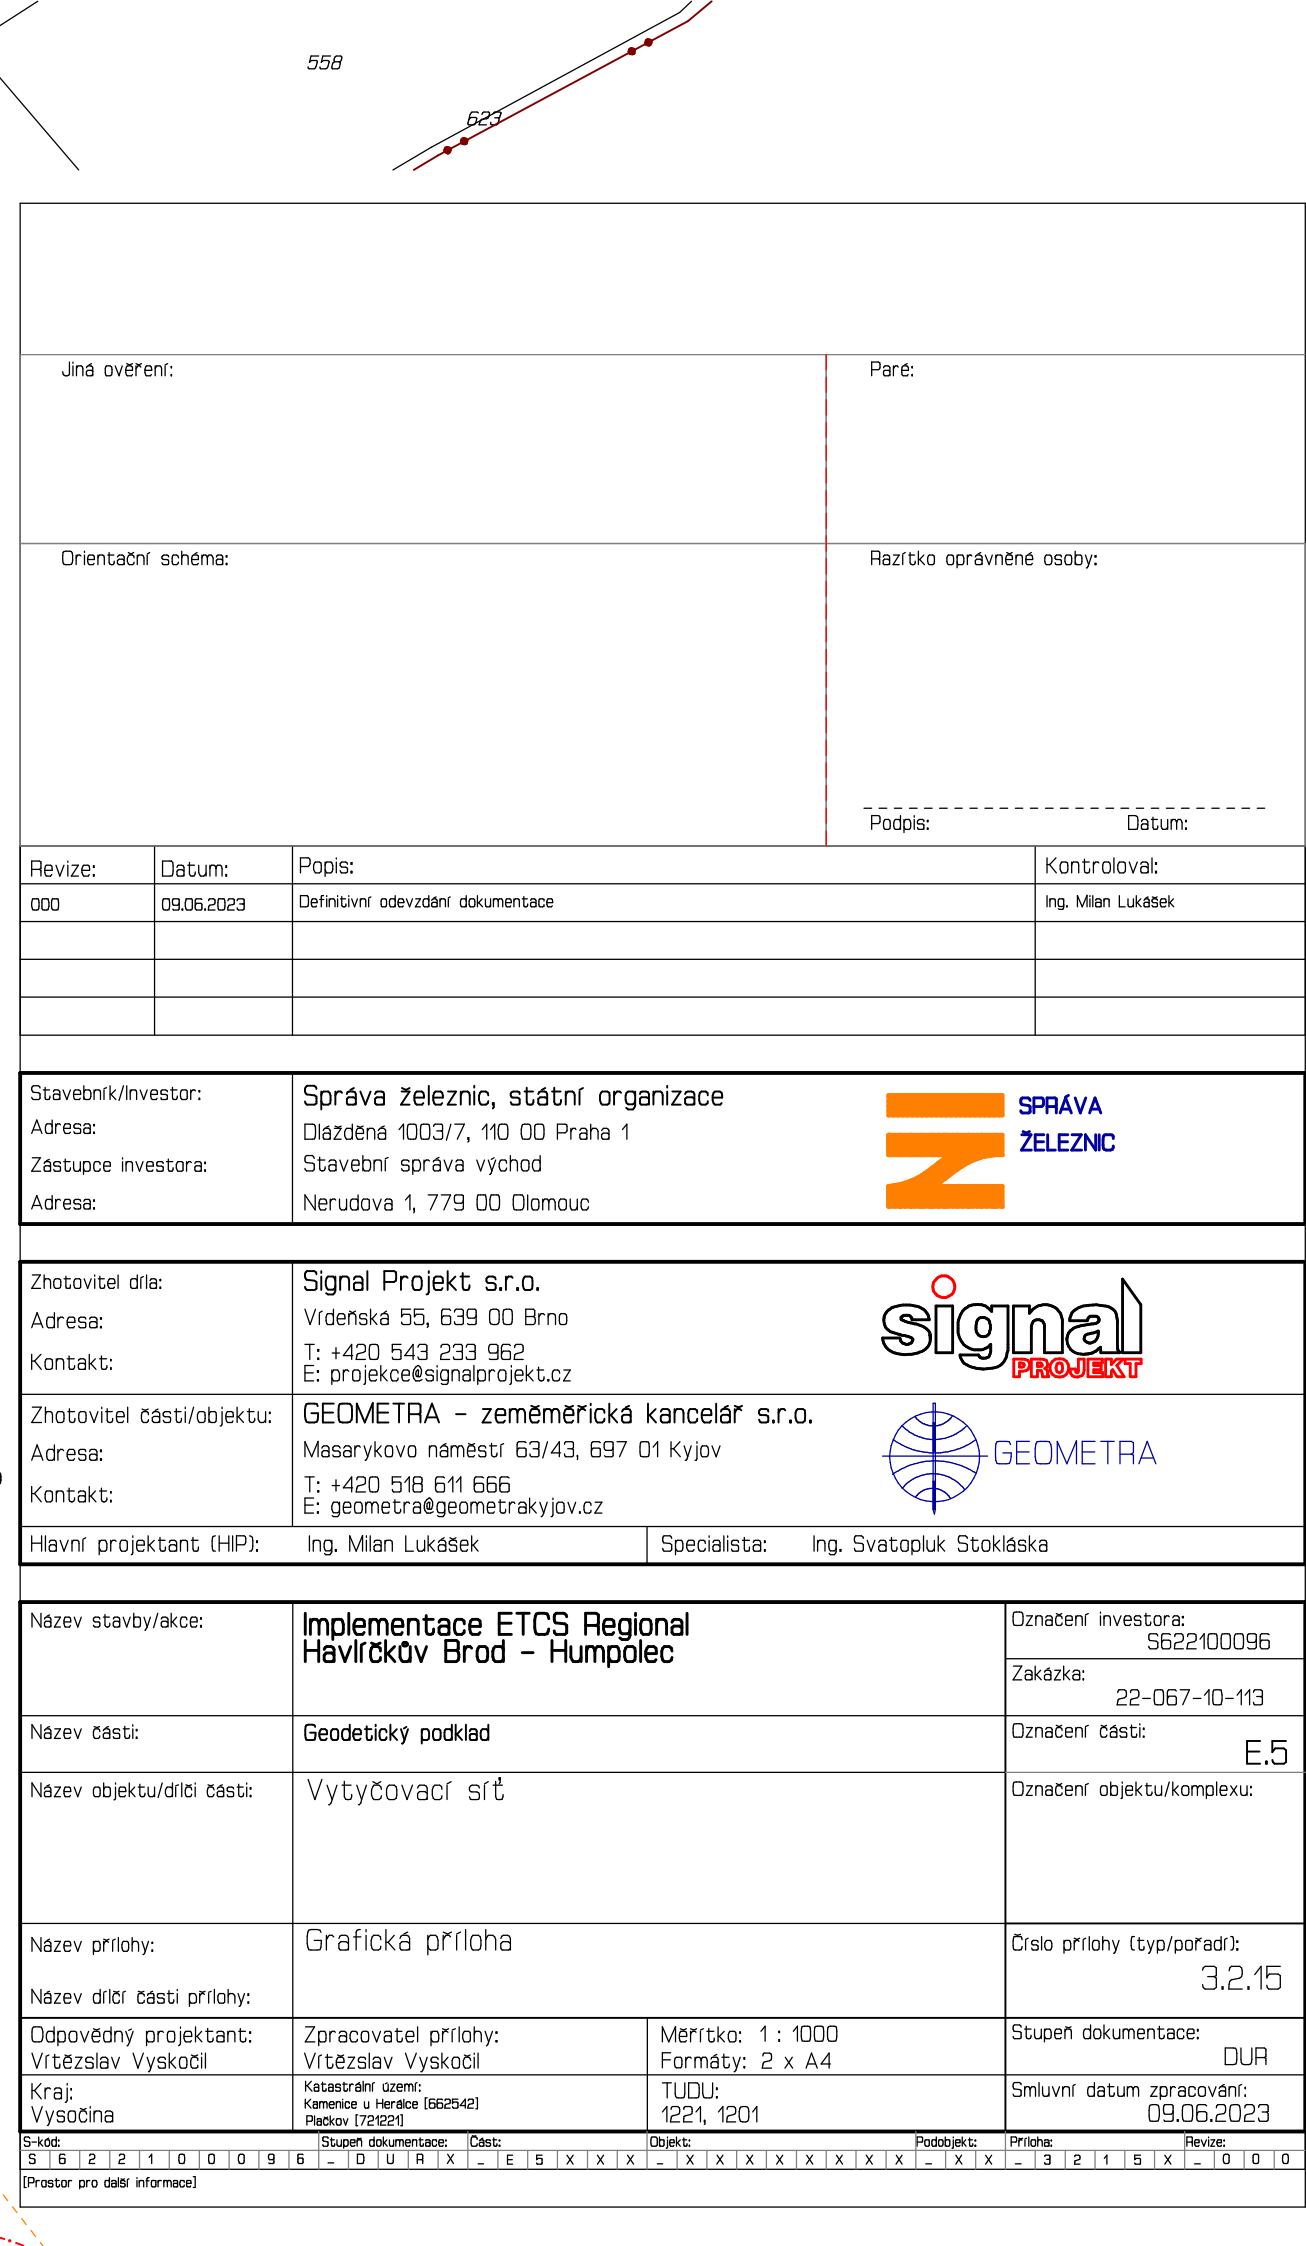 558
623
Jiná ověření:
Paré:
Orientační schéma:
Razítko oprávněné osoby:
Podpis: Datum:
Revize: Datum: Popis: Kontroloval:
000 09.06.2023 Definitivní odevzdání dokumentace Ing. Milan Lukášek
Stavebník/Investor: Správa železnic, státní organizace
Adresa: Dlážděná 1003/7, 110 00 Praha 1
Zástupce investora: Stavební správa východ
Adresa: Nerudova 1, 779 00 Olomouc
SPRÁVA
ŽELEZNIC
Zhotovitel díla: Signal Projekt s.r.o.
Adresa: Vídeňská 55, 639 00 Brno
Kontakt: T: +420 543 233 962
E: projekce@signalprojekt.cz
signal
PROJEKT
Zhotovitel části/objektu: GEOMETRA - zeměměřická kancelář s.r.o.
Adresa: Masarykovo náměstí 63/43, 697 01 Kyjov
Kontakt: T: +420 518 611 666
E: geometra@geometrakyjov.cz
GEOMETRA
Hlavní projektant (HIP): Ing. Milan Lukášek Specialista: Ing. Svatopluk Stokláska
Název stavby/akce: Implementace ETCS Regional
Havlíčkův Brod - Humpolec
Označení investora:
S622100096
Zakázka:
22-067-10-113
Název části: Geodetický podklad
Označení části:
E.5
Název objektu/dílči části: Vytyčovací síť
Označení objektu/komplexu:
Název přílohy: Grafická příloha
Číslo přílohy (typ/pořadí):
3.2.15
Název dílčí části přílohy:
Odpovědný projektant: Zpracovatel přílohy: Měřítko: 1 : 1000 Stupeň dokumentace:
Vítězslav Vyskočil Vítězslav Vyskočil Formáty: 2 x A4 DUR
Kraj: Katastrální území: TUDU: Smluvní datum zpracování:
Vysočina Kamenice u Herálce [662542] 1221, 1201 09.06.2023
Plačkov [721221]
S-kód: Stupeň dokumentace: Část: Objekt: Podobjekt: Příloha: Revize:
S 6 2 2 1 0 0 0 9 6 _ D U R X _ E 5 X X X _ X X X X X X X X _ X X _ 3 2 1 5 X _ 0 0 0
[Prostor pro další informace]